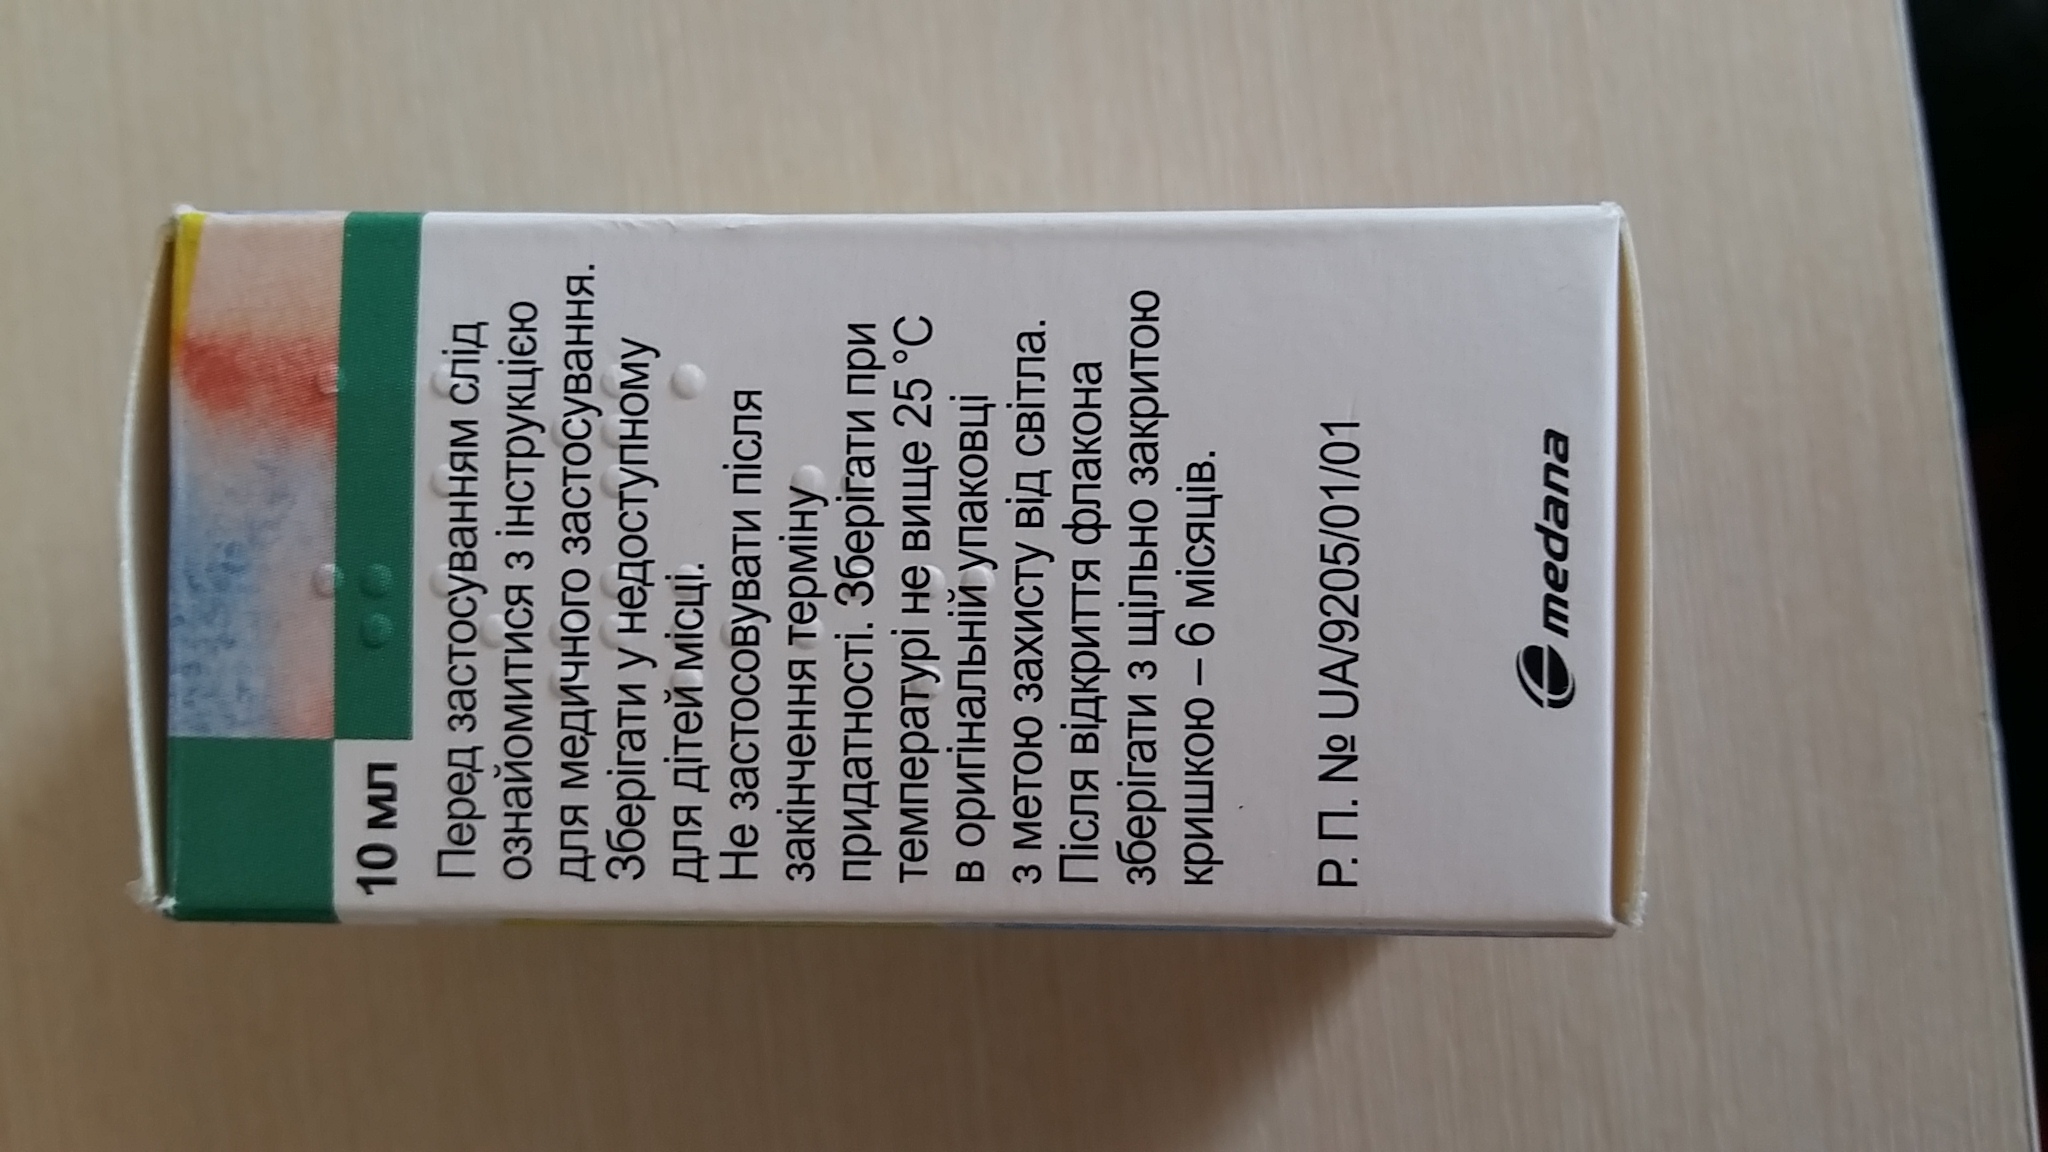 10 мл
Перед застосуванням слід
ознайомитися з інструкцією
для медичного застосування.
Зберігати у недоступному
для дітей місці.
Не застосовувати після
закінчення терміну
придатності. Зберігати при
температурі не вище 25 °C
в оригінальній упаковці
з метою захисту від світла.
Після відкриття флакона
зберігати з щільно закритою
кришкою – 6 місяців.
Р. П. № UA/9205/01/01
medana